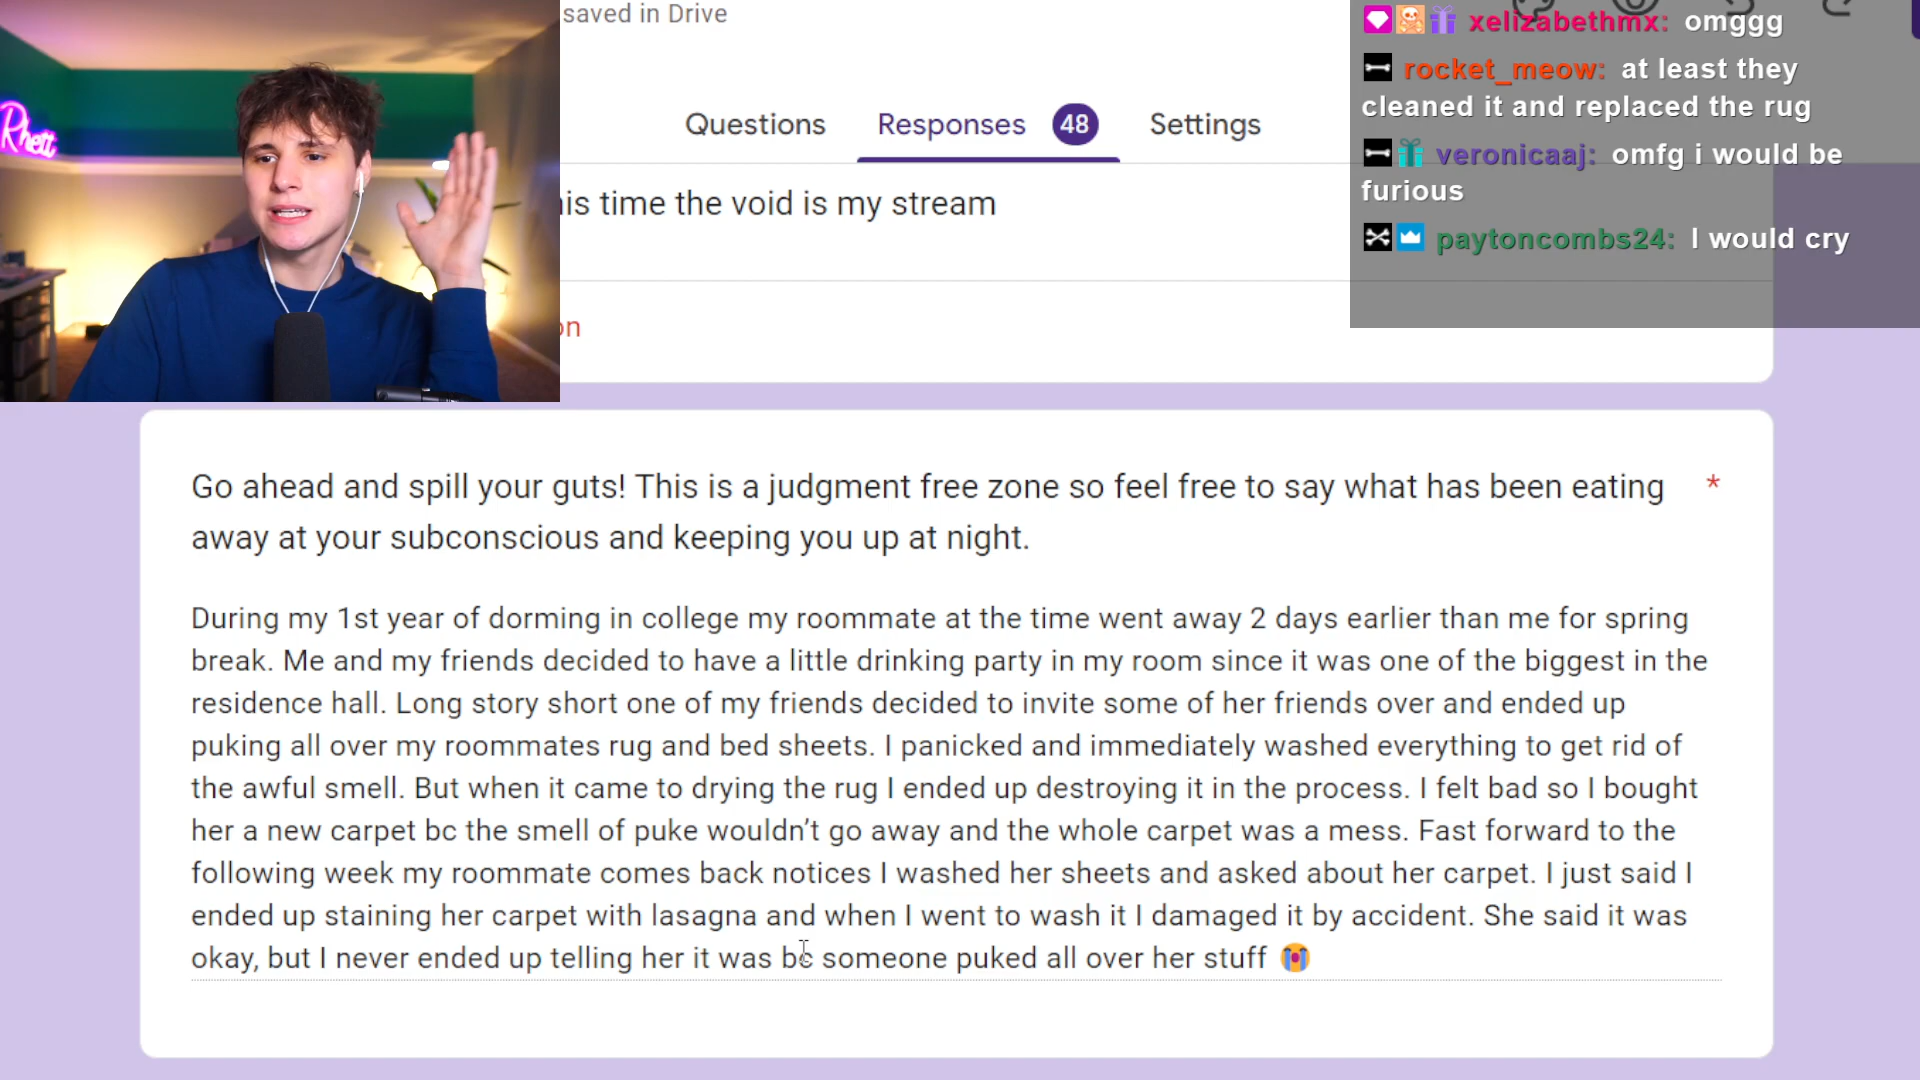 Rhett
saved in Drive
Questions
Responses 48
Settings
his time the void is my stream
on
xelizabethmx: omggg
rocket_meow: at least they
cleaned it and replaced the rug
veronicaaj: omfg i would be
furious
paytoncombs24: I would cry
Go ahead and spill your guts! This is a judgment free zone so feel free to say what has been eating *
away at your subconscious and keeping you up at night.
During my 1st year of dorming in college my roommate at the time went away 2 days earlier than me for spring
break. Me and my friends decided to have a little drinking party in my room since it was one of the biggest in the
residence hall. Long story short one of my friends decided to invite some of her friends over and ended up
puking all over my roommates rug and bed sheets. I panicked and immediately washed everything to get rid of
the awful smell. But when it came to drying the rug I ended up destroying it in the process. I felt bad so I bought
her a new carpet bc the smell of puke wouldn’t go away and the whole carpet was a mess. Fast forward to the
following week my roommate comes back notices I washed her sheets and asked about her carpet. I just said I
ended up staining her carpet with lasagna and when I went to wash it I damaged it by accident. She said it was
okay, but I never ended up telling her it was bc someone puked all over her stuff 😭